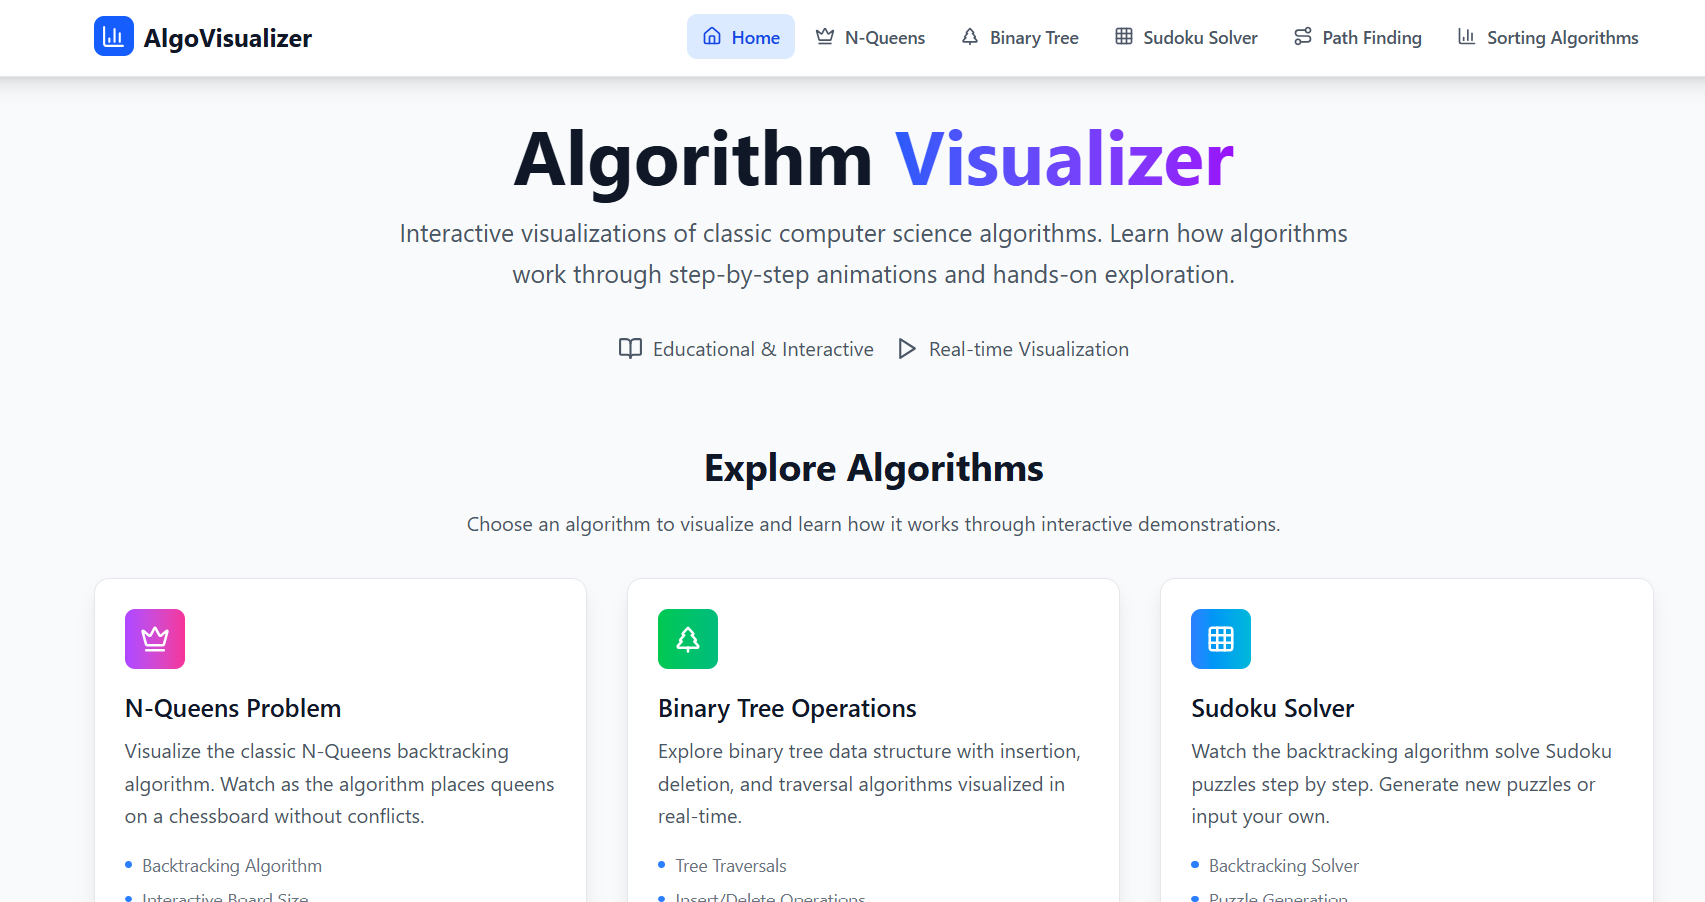 AlgoVisualizer
Home
N-Queens
Binary Tree
Sudoku Solver
Path Finding
Sorting Algorithms
Algorithm Visualizer
Interactive visualizations of classic computer science algorithms. Learn how algorithms
work through step-by-step animations and hands-on exploration.
Educational & Interactive
Real-time Visualization
Explore Algorithms
Choose an algorithm to visualize and learn how it works through interactive demonstrations.
N-Queens Problem
Visualize the classic N-Queens backtracking
algorithm. Watch as the algorithm places queens
on a chessboard without conflicts.
Backtracking Algorithm
Interactive Board Size
Binary Tree Operations
Explore binary tree data structure with insertion,
deletion, and traversal algorithms visualized in
real-time.
Tree Traversals
Insert/Delete Operations
Sudoku Solver
Watch the backtracking algorithm solve Sudoku
puzzles step by step. Generate new puzzles or
input your own.
Backtracking Solver
Puzzle Generation